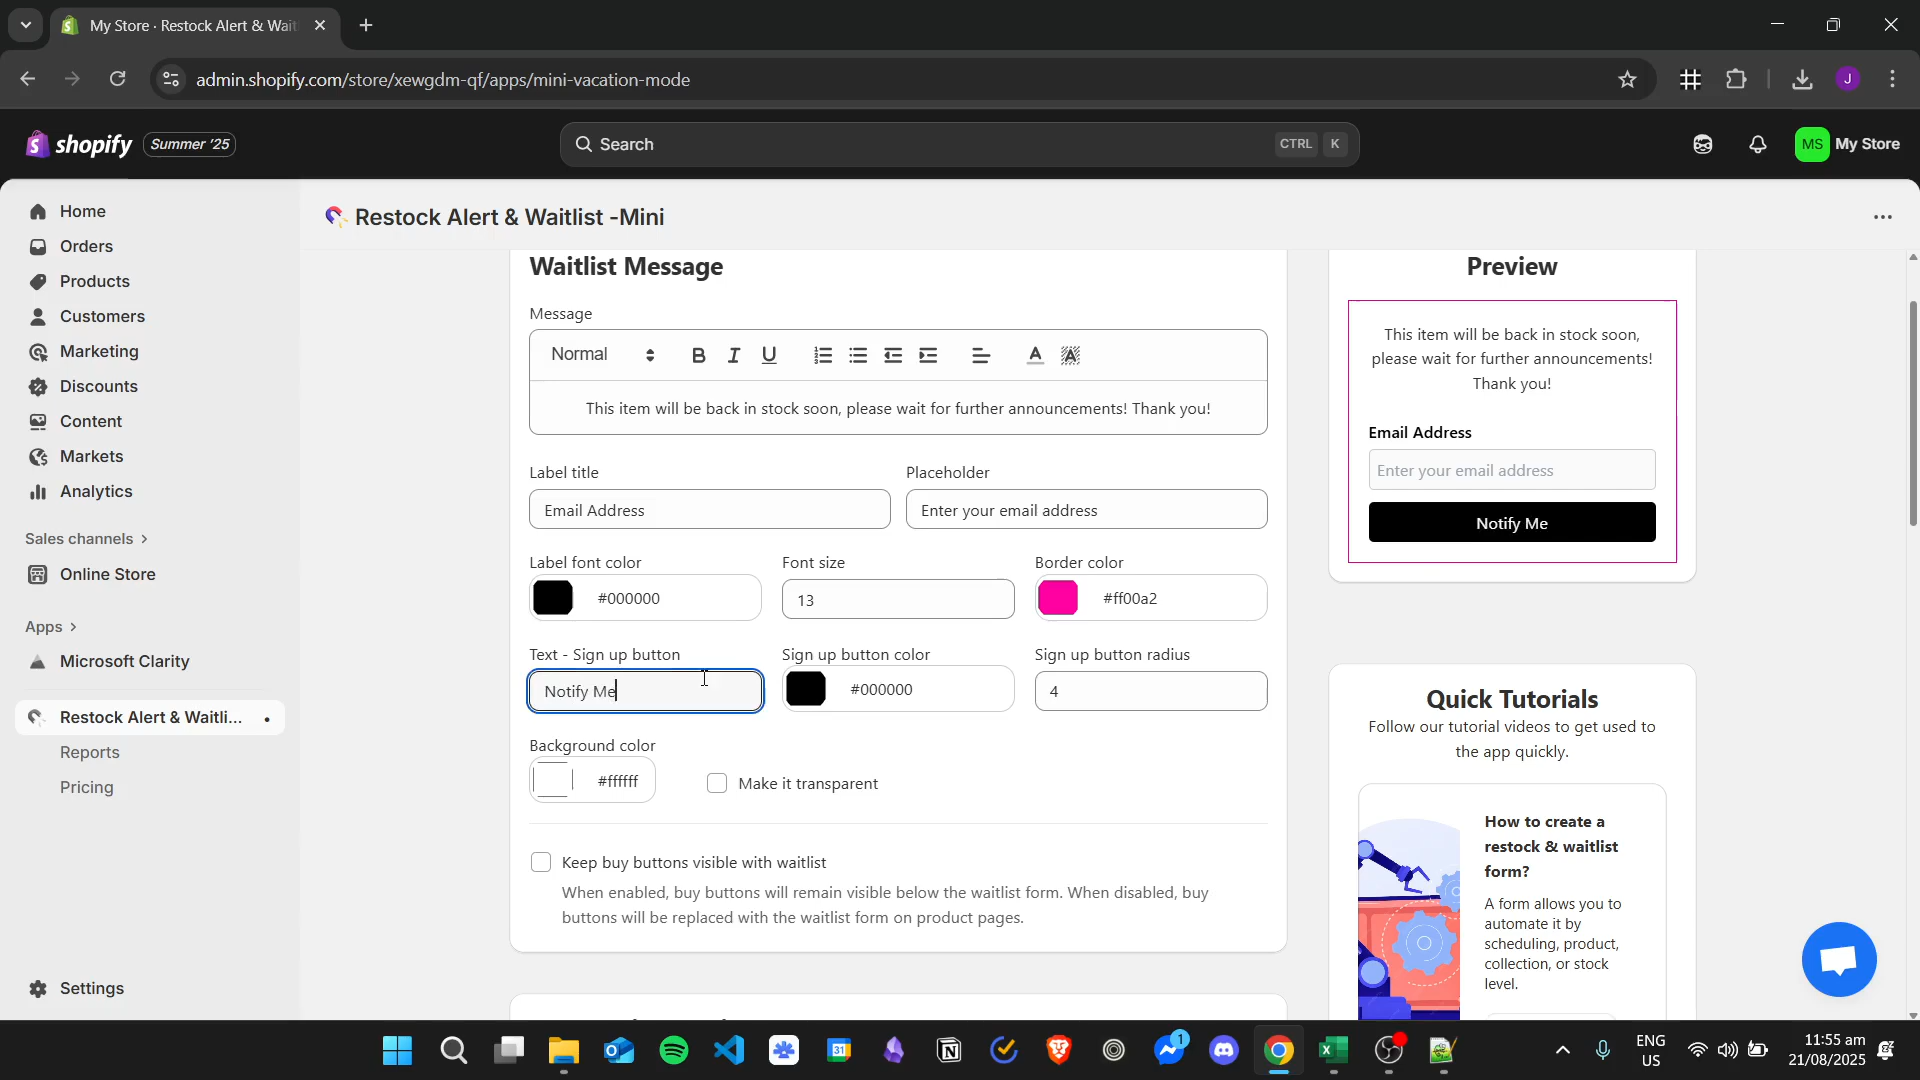 My Store · Restock Alert & Wait
admin.shopify.com/store/xewgdm-qf/apps/mini-vacation-mode
J
shopify
Summer '25
Search
CTRL
K
MS
My Store
Home
Orders
Products
Customers
Marketing
Discounts
Content
Markets
Analytics
Sales channels
Online Store
Apps
Microsoft Clarity
Restock Alert & Waitli...
Reports
Pricing
Settings
Restock Alert & Waitlist -Mini
Waitlist Message
Message
Normal
B I U
A
This item will be back in stock soon, please wait for further announcements! Thank you!
Label title
Placeholder
Email Address
Enter your email address
Label font color
Font size
Border color
#000000
13
#ff00a2
Text - Sign up button
Sign up button color
Sign up button radius
Notify Me
#000000
4
Background color
#ffffff
Make it transparent
Keep buy buttons visible with waitlist
When enabled, buy buttons will remain visible below the waitlist form. When disabled, buy
buttons will be replaced with the waitlist form on product pages.
Preview
This item will be back in stock soon,
please wait for further announcements!
Thank you!
Email Address
Enter your email address
Notify Me
Quick Tutorials
Follow our tutorial videos to get used to
the app quickly.
How to create a
restock & waitlist
form?
A form allows you to
automate it by
scheduling, product,
collection, or stock
level.
31
1
ENG
US
11:55 am
21/08/2025